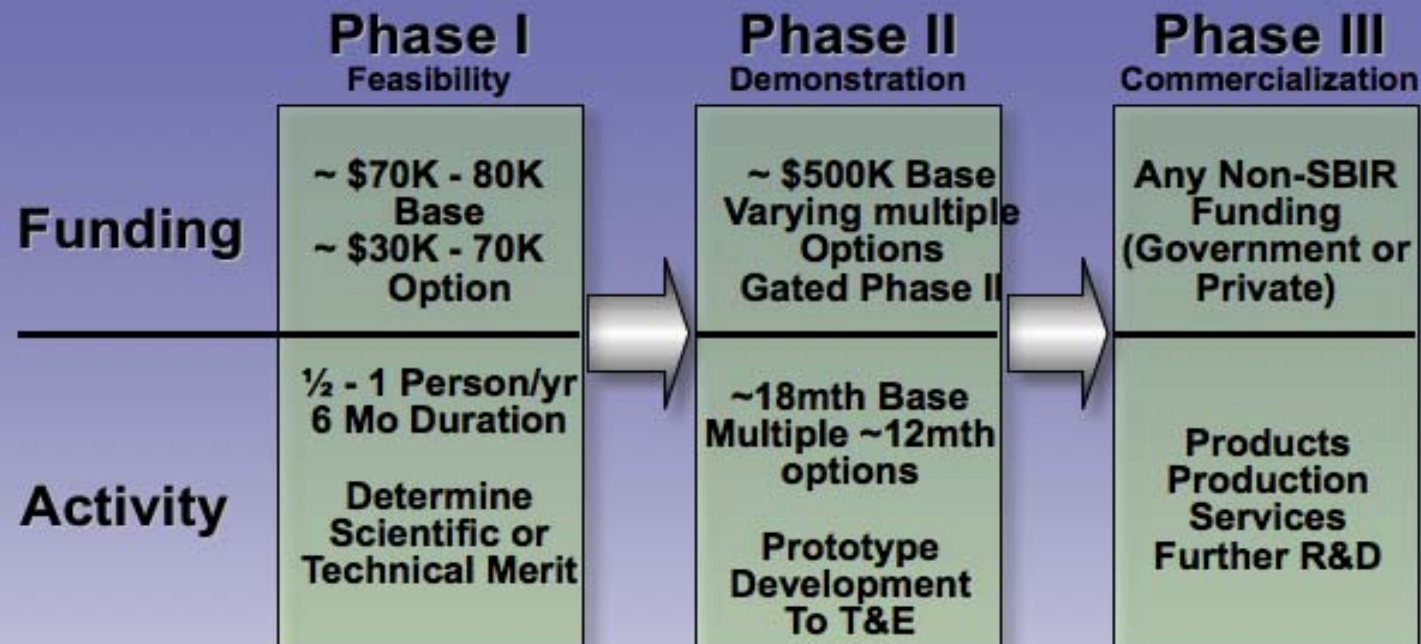 Phase I
Feasibility
Phase II
Demonstration
Phase III
Commercialization
Funding
~ $70K - 80K
Base
~ $30K - 70K
Option
~ $500K Base
Varying multiple
Options
Gated Phase II
Any Non-SBIR
Funding
(Government or
Private)
Activity
½ - 1 Person/yr
6 Mo Duration
Determine
Scientific or
Technical Merit
~18mth Base
Multiple ~12mth
options
Prototype
Development
To T&E
Products
Production
Services
Further R&D